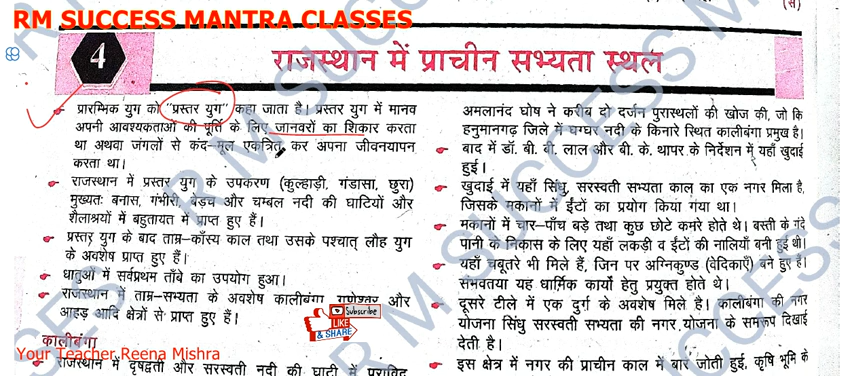 RM SUCCESS MANTRA CLASSES
4
राजस्थान में प्राचीन सभ्यता स्थल
प्रारम्भिक युग को "प्रस्तर युग" कहा जाता है। प्रस्तर युग में मानव
अपनी आवश्यकताओं की पूर्ति के लिए जानवरों का शिकार करता
था अथवा जंगलों से कंद-मूल एकत्रित कर अपना जीवनयापन
करता था।
राजस्थान में प्रस्तर युग के उपकरण (कुल्हाड़ी, गंडासा, छुरा)
मुख्यतः बनास, गंभीरी, बेड़च और चम्बल नदी की घाटियों और
शैलाश्रयों में बहुतायत में प्राप्त हुए हैं।
प्रस्तर युग के बाद ताम्र-काँस्य काल तथा उसके पश्चात् लौह युग
के अवशेष प्राप्त हुए हैं।
धातुओं में सर्वप्रथम ताँबे का उपयोग हुआ।
राजस्थान में ताम्र-सभ्यता के अवशेष कालीबंगा, गणेश्वर और
आहड़ आदि क्षेत्रों से प्राप्त हुए हैं।
Subscribe
LIKE
& SHARE
कालीबंगा
Your Teacher Reena Mishra
राजस्थान में दृषद्वती और सरस्वती नदी की घाटी में
(स)
अमलानंद घोष ने करीब दो दर्जन पुरास्थलों की खोज की, जो कि
हनुमानगढ़ जिले में घग्घर नदी के किनारे स्थित कालीबंगा प्रमुख है।
बाद में डॉ. बी. बी. लाल और बी. के. थापर के निर्देशन में यहाँ खुदाई
हुई।
खुदाई में यहाँ सिंधु, सरस्वती सभ्यता काल का एक नगर मिला है,
जिसके मकानों में ईंटों का प्रयोग किया गया था।
मकानों में चार-पाँच बड़े तथा कुछ छोटे कमरे होते थे। बस्ती के गंदे
पानी के निकास के लिए यहाँ लकड़ी व ईंटों की नालियाँ बनी हुई थी।
यहाँ चबूतरे भी मिले हैं, जिन पर अग्निकुण्ड (वेदिकाएँ) बने हुए है।
संभवतया यह धार्मिक कार्यो हेतु प्रयुक्त होते थे।
दूसरे टीले में एक दुर्ग के अवशेष मिले है। कालीबंगा की नगर
योजना सिंधु सरस्वती सभ्यता की नगर योजना के समरूप दिखाई
देती है।
इस क्षेत्र में नगर की प्राचीन काल में बार जोती हुई, कृषि भूमि के